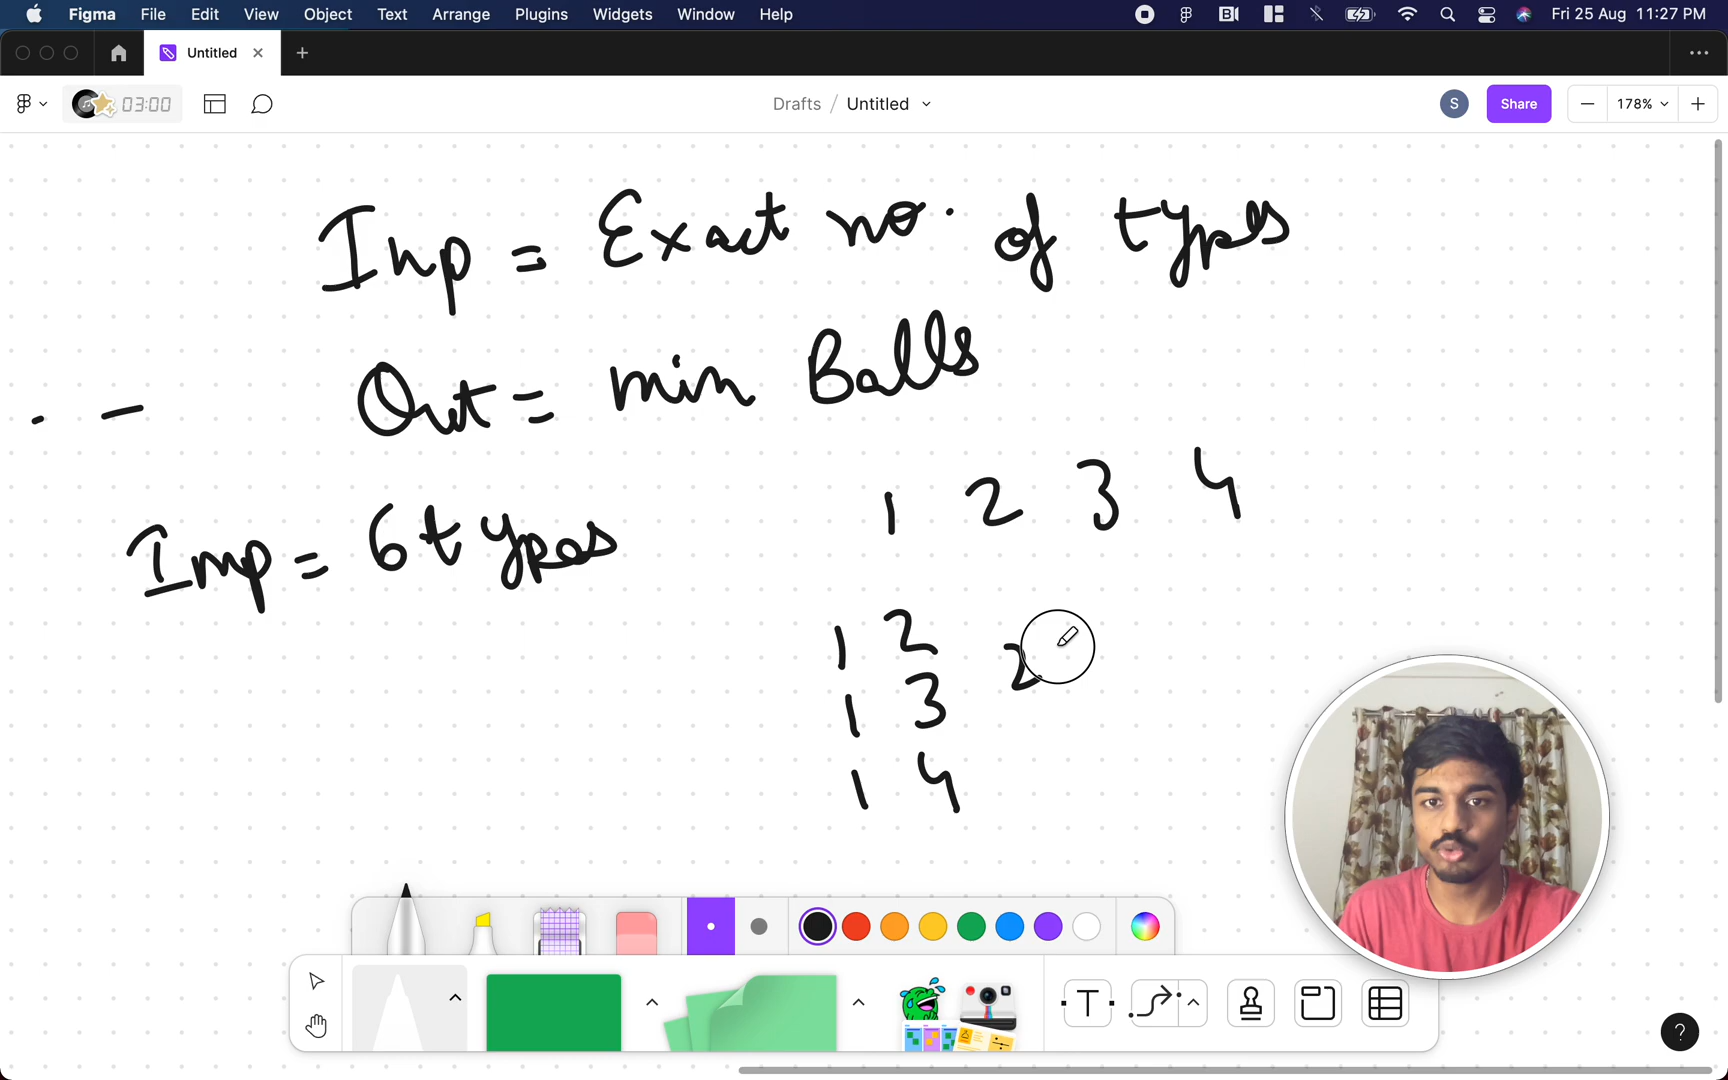 Figma File Edit View Object Text Arrange Plugins Widgets Window Help Fri 25 Aug 11:27 PM
Untitled
03:00 Drafts / Untitled S Share 178%
Inp = Exact no. of types
Out = min Balls
1 2 3 4
Inp = 6 types
1 2
2
1 3
1 4
T
?